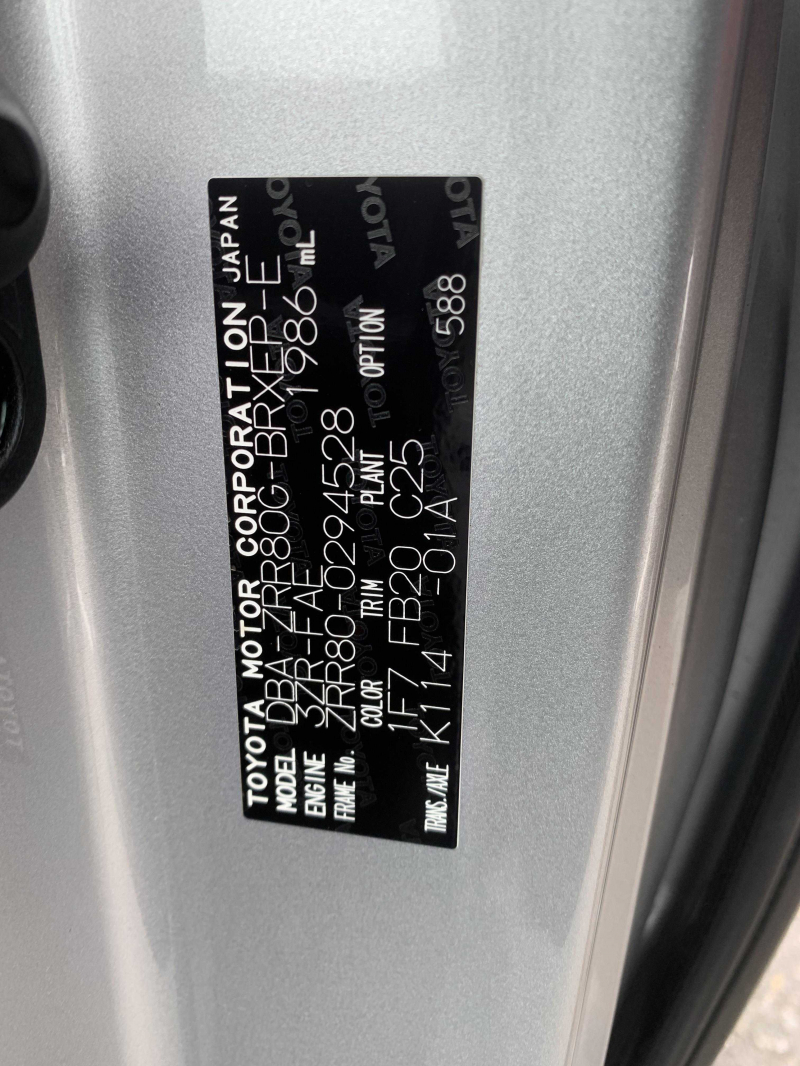 TOYOTA MOTOR CORPORATION JAPAN
MODEL DBA-ZRR80G-BRXEP-E
ENGINE 3ZR-FAE 1986 mL
FRAME No. ZRR80-0294528
COLOR TRIM PLANT OPTION
1F7 FB20 C25
TRANS./AXLE K114 -01A 588